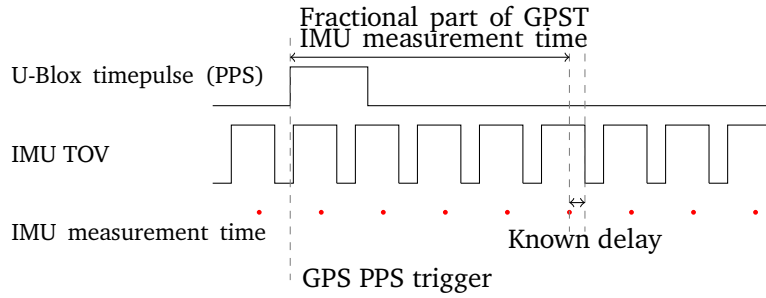 Fractional part of GPST
IMU measurement time
U-Blox timepulse (PPS)
IMU TOV
IMU measurement time
Known delay
GPS PPS trigger